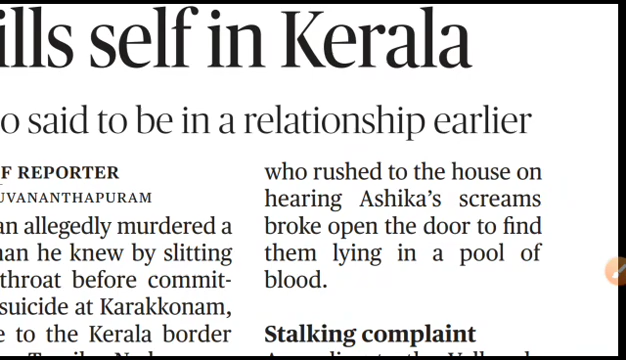 ills self in Kerala
o said to be in a relationship earlier
F REPORTER
UVANANTHAPURAM
an allegedly murdered a
an he knew by slitting
throat before commit-
suicide at Karakkonam,
e to the Kerala border
who rushed to the house on
hearing Ashika's screams
broke open the door to find
them lying in a pool of
blood.
Stalking complaint